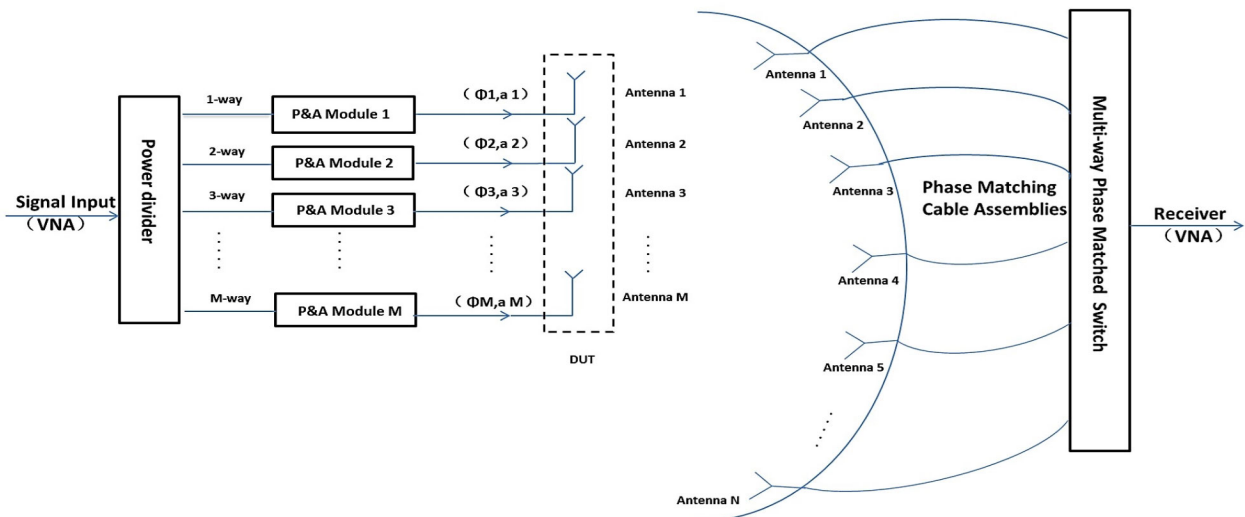 Signal Input
（VNA）
Power divider
1-way
2-way
3-way
M-way
P&A Module 1
P&A Module 2
P&A Module 3
P&A Module M
（Φ1,a 1）
（Φ2,a 2）
（Φ3,a 3）
（ΦM,a M）
DUT
Antenna 1
Antenna 2
Antenna 3
Antenna M
Antenna 1
Antenna 2
Antenna 3
Antenna 4
Antenna 5
Antenna N
Phase Matching
Cable Assemblies
Multi-way Phase Matched Switch
Receiver
（VNA）